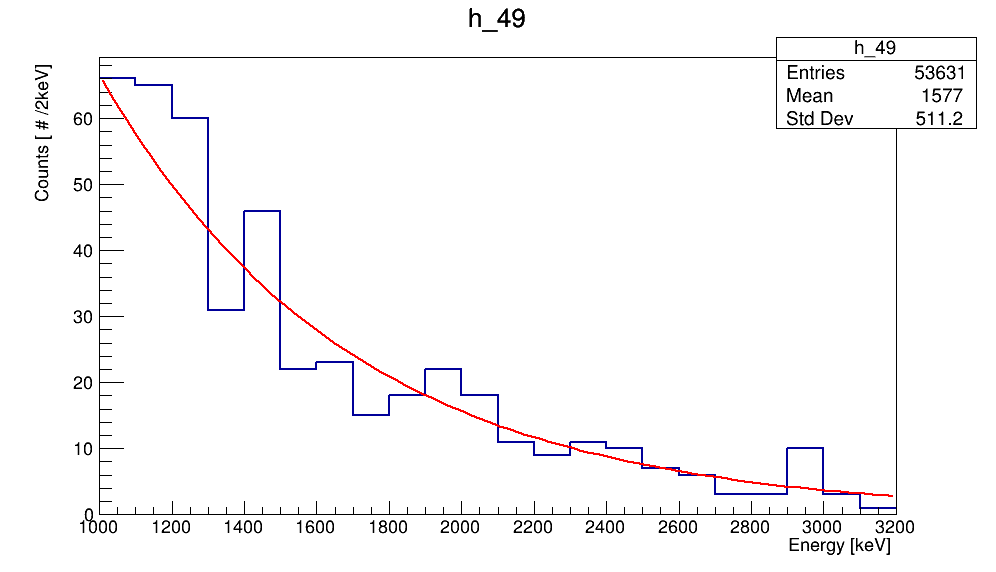 h_49
h_49
Entries 53631
Mean 1577
Std Dev 511.2
Counts [ # /2keV]
60
50
40
30
20
10
0
1000 1200 1400 1600 1800 2000 2200 2400 2600 2800 3000 3200
Energy [keV]